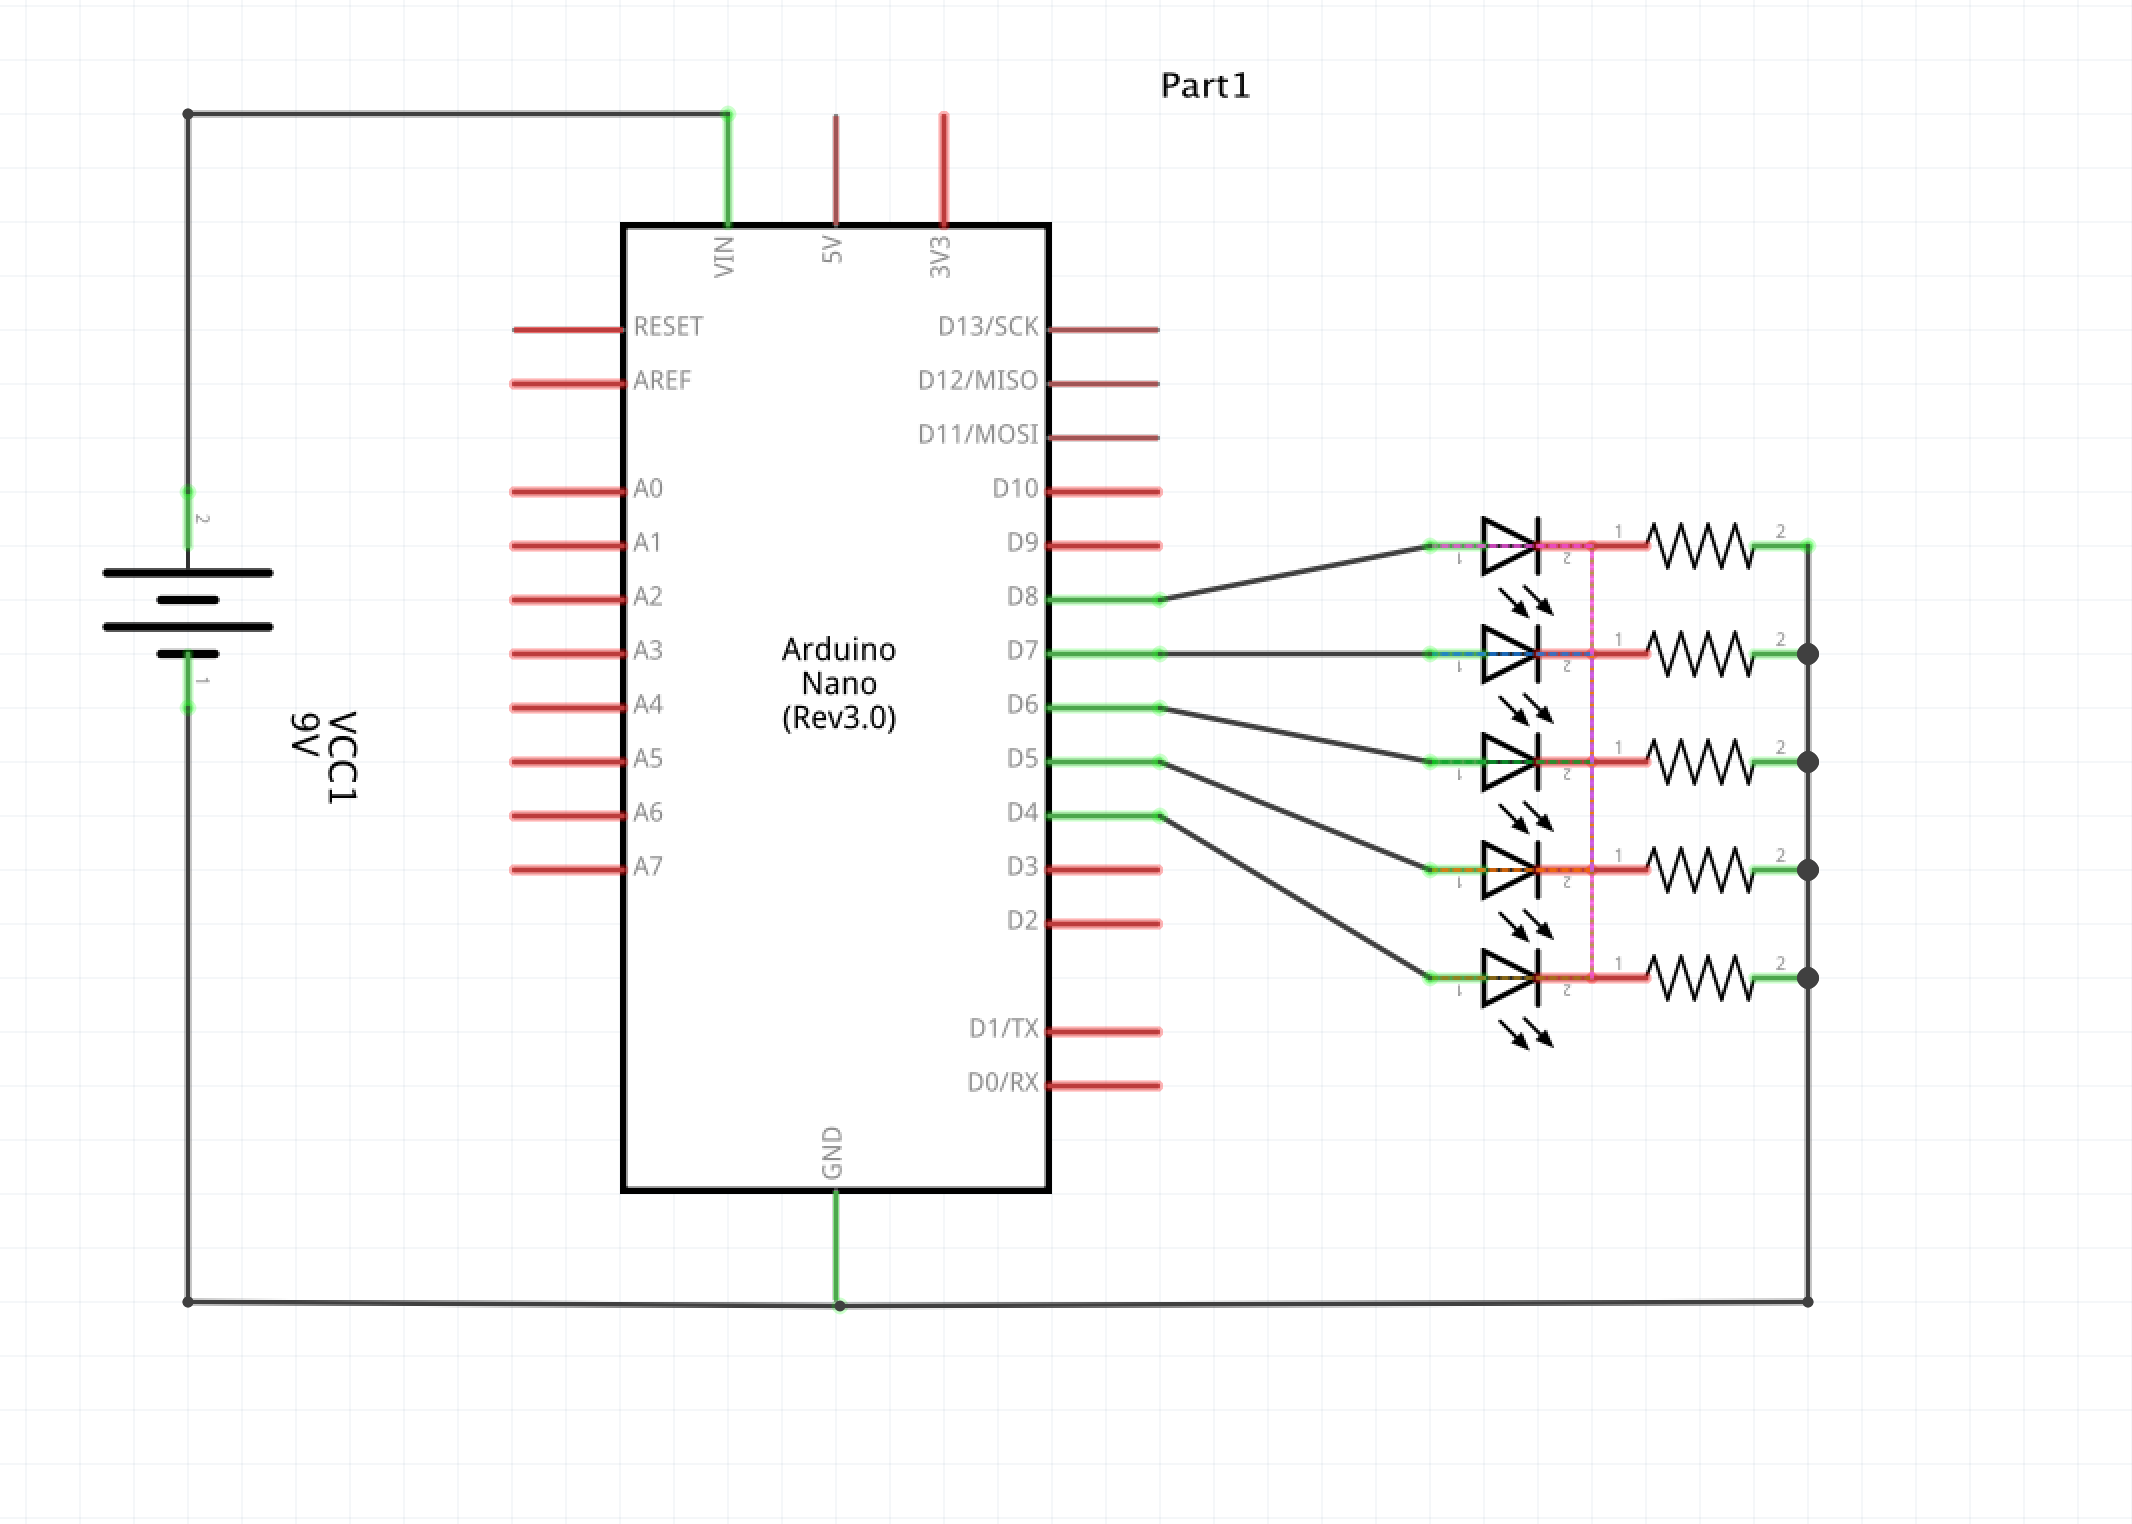 Part1
VIN
5V
3V3
RESET
D13/SCK
AREF
D12/MISO
D11/MOSI
A0
D10
2
A1
D9
1
2
1
2
A2
D8
A3
Arduino
Nano
(Rev3.0)
D7
1
2
1
2
1
A4
D6
VCC1
9V
A5
D5
1
2
1
2
A6
D4
A7
D3
1
2
1
2
D2
1
2
1
2
D1/TX
D0/RX
GND